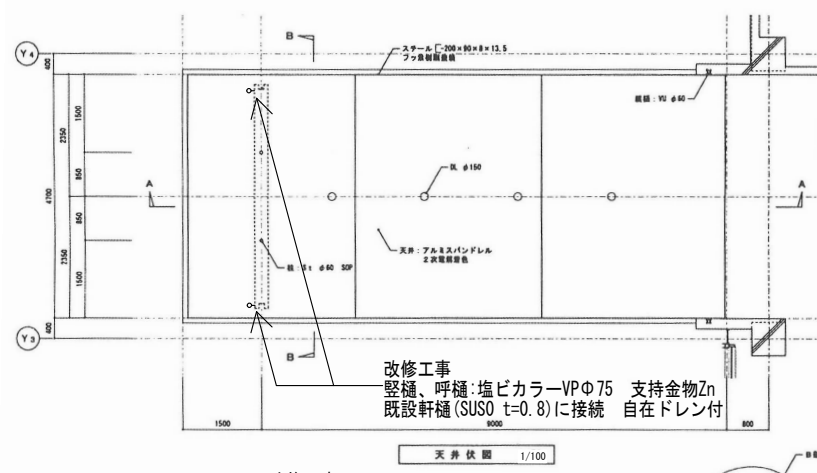 B
Y4
スチール [-200×90×8×13.5
フッ素樹脂塗装
400
竪樋:VU φ60
1500
2350
DL φ150
850
A
A
4700
850
天井:アルミスパンドレル
2次電解着色
2350
柱:St φ60 SOP
1500
400
Y3
B
改修工事
竪樋、呼樋:塩ビカラーVPΦ75 支持金物Zn
既設軒樋(SUS0 t=0.8)に接続 自在ドレン付
1500
9000
800
天井伏図 1/100